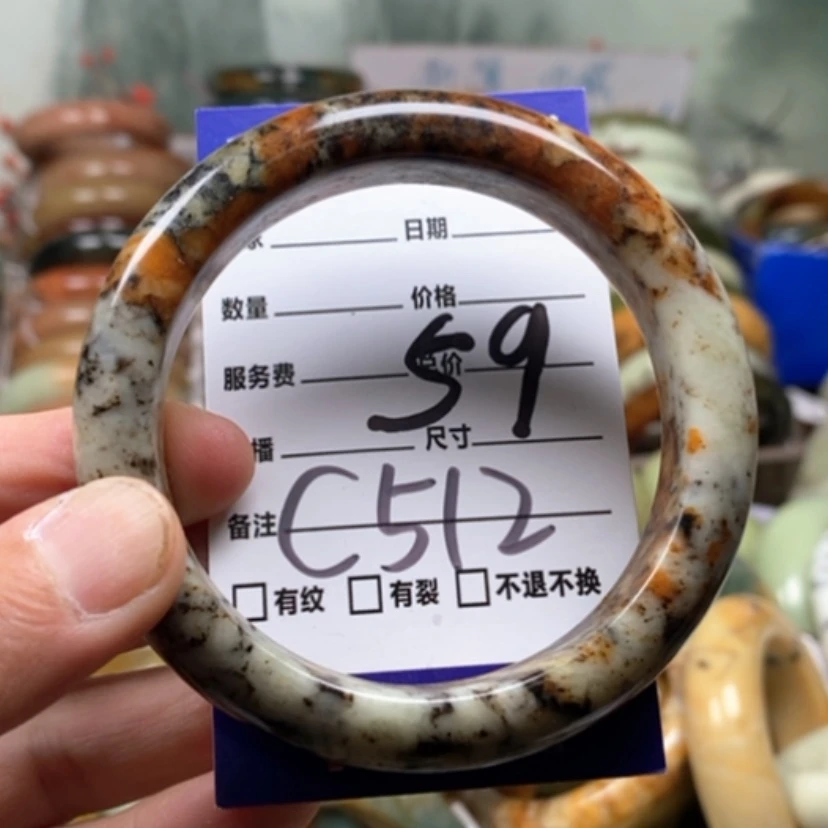 日期
数量 价格
服务费 总价
59
播 尺寸
备注 C512
有纹 有裂 不退不换